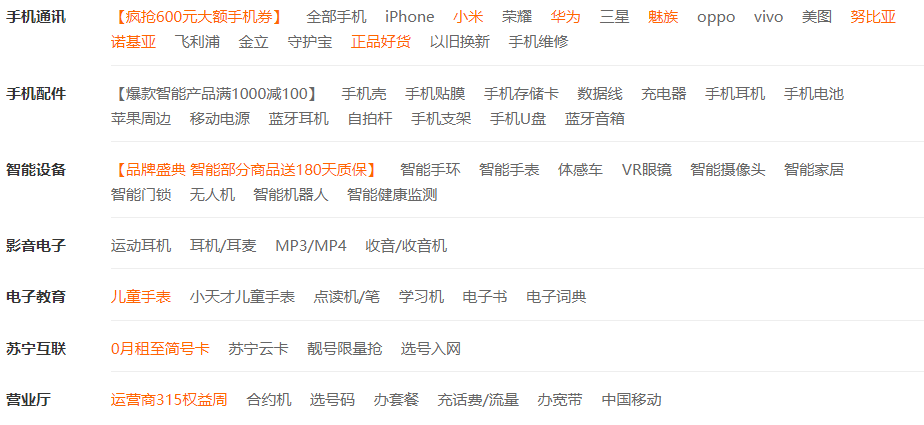 手机通讯 【疯抢600元大额手机券】 全部手机 iPhone 小米 荣耀 华为 三星 魅族 oppo vivo 美图 努比亚
诺基亚 飞利浦 金立 守护宝 正品好货 以旧换新 手机维修
手机配件 【爆款智能产品满1000减100】 手机壳 手机贴膜 手机存储卡 数据线 充电器 手机耳机 手机电池
苹果周边 移动电源 蓝牙耳机 自拍杆 手机支架 手机U盘 蓝牙音箱
智能设备 【品牌盛典 智能部分商品送180天质保】 智能手环 智能手表 体感车 VR眼镜 智能摄像头 智能家居
智能门锁 无人机 智能机器人 智能健康监测
影音电子 运动耳机 耳机/耳麦 MP3/MP4 收音/收音机
电子教育 儿童手表 小天才儿童手表 点读机/笔 学习机 电子书 电子词典
苏宁互联 0月租至简号卡 苏宁云卡 靓号限量抢 选号入网
营业厅 运营商315权益周 合约机 选号码 办套餐 充话费/流量 办宽带 中国移动